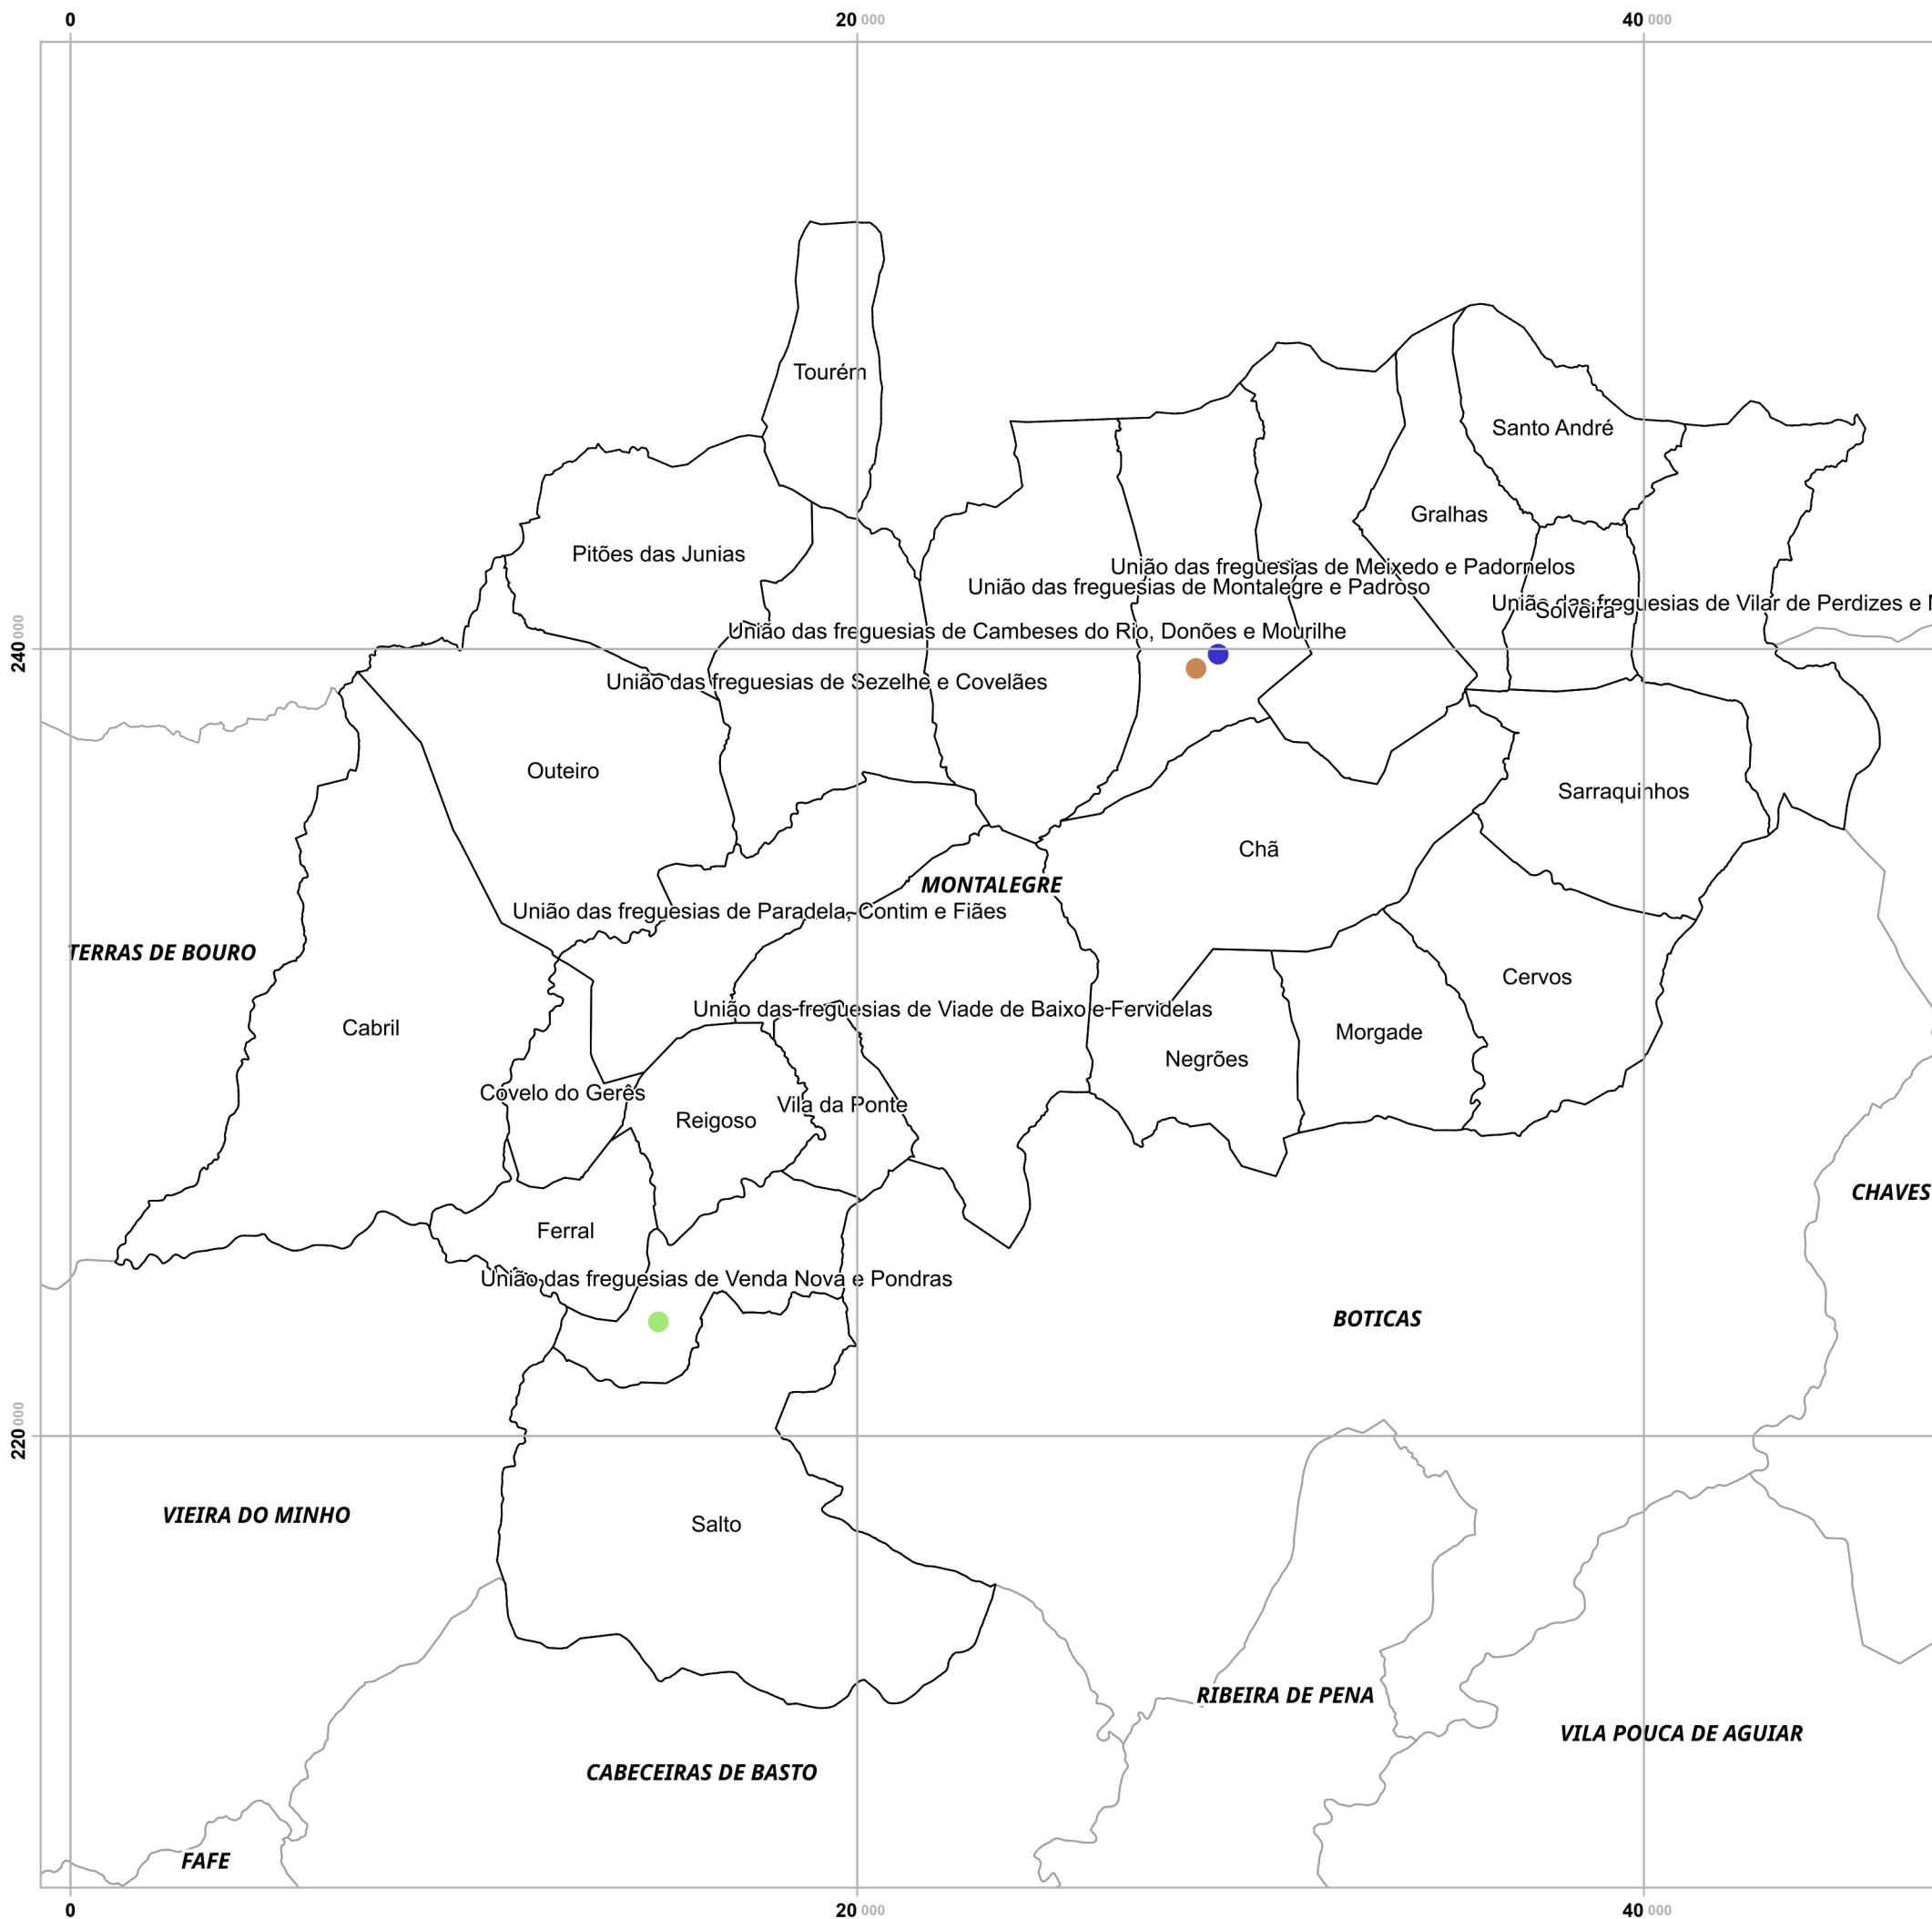 0
20 000
40 000
Tourém
Santo André
Gralhas
Pitões das Junias
União das freguesias de Meixedo e Padornelos
União das freguesias de Montalegre e Padroso
União das freguesias de Vilar de Perdizes e
Solveira
União das freguesias de Cambeses do Rio, Donões e Mourilhe
240 000
União das freguesias de Sezelhe e Covelães
Outeiro
Sarraquinhos
Chã
MONTALEGRE
União das freguesias de Paradela, Contim e Fiães
TERRAS DE BOURO
Cervos
União das freguesias de Viade de Baixo e Fervidelas
Cabril
Morgade
Negrões
Covelo do Gerês
Vila da Ponte
Reigoso
CHAVES
Ferral
União das freguesias de Venda Nova e Pondras
BOTICAS
220 000
VIEIRA DO MINHO
Salto
RIBEIRA DE PENA
VILA POUCA DE AGUIAR
CABECEIRAS DE BASTO
FAFE
0
20 000
40 000